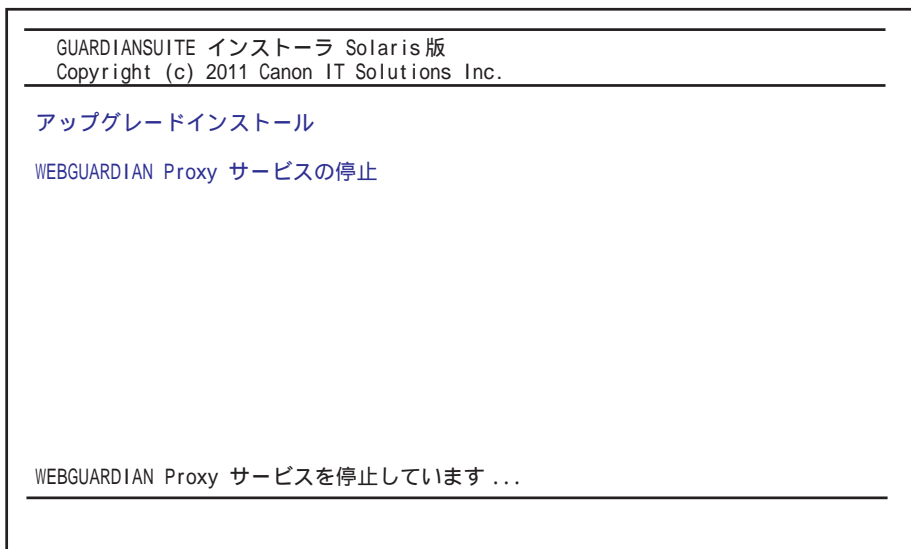 GUARDIANSUITE インストーラ Solaris版
Copyright (c) 2011 Canon IT Solutions Inc.
アップグレードインストール
WEBGUARDIAN Proxy サービスの停止
WEBGUARDIAN Proxy サービスを停止しています ...